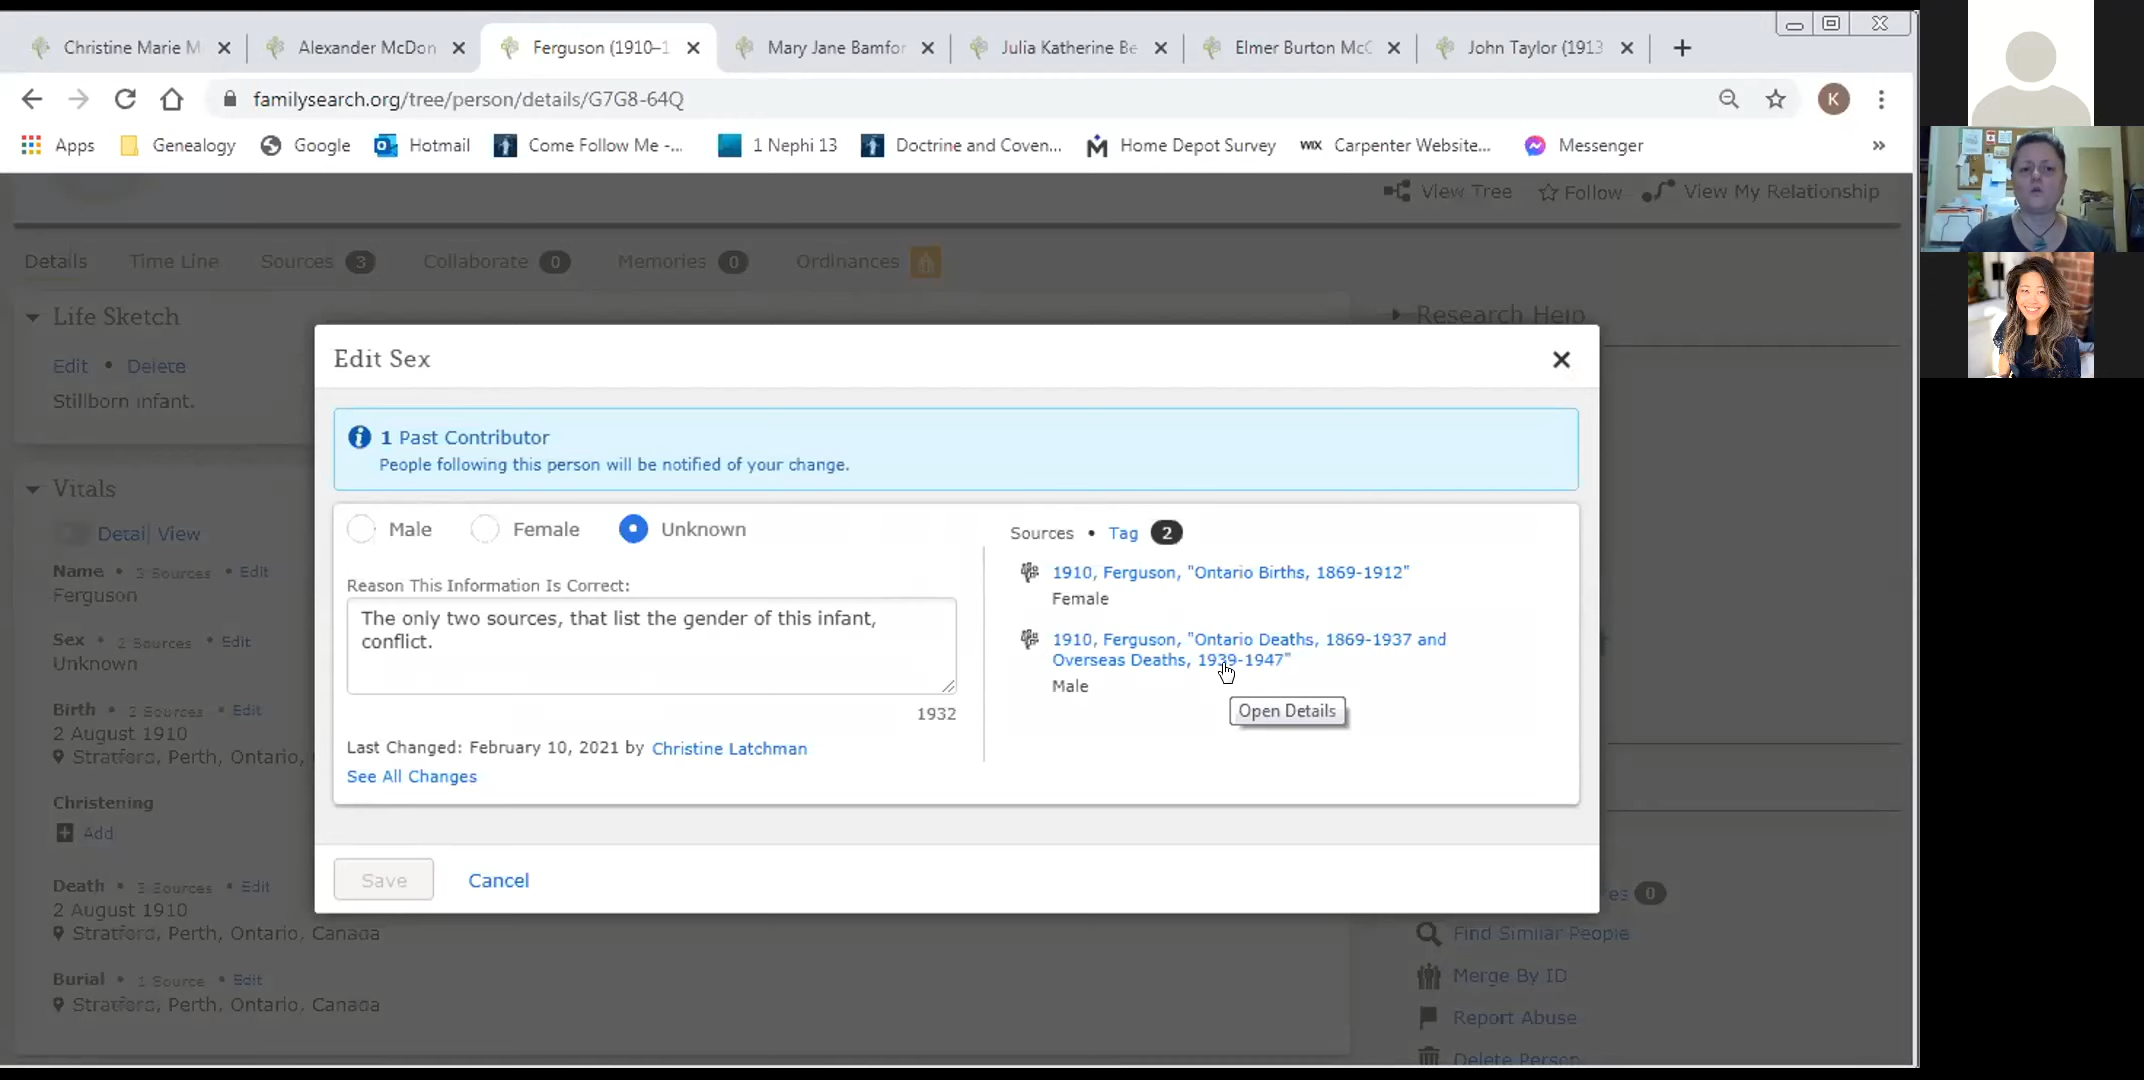 Christine Marie M
Alexander McDon
Ferguson (1910–1
Mary Jane Bamfor
Julia Katherine Be
Elmer Burton McC
John Taylor (1913
familysearch.org/tree/person/details/G7G8-64Q
K
Apps
Genealogy
Google
Hotmail
Come Follow Me -...
1 Nephi 13
Doctrine and Coven...
Home Depot Survey
WIX Carpenter Website...
Messenger
»
View Tree
Follow
View My Relationship
Details
Time Line
Sources 3
Collaborate 0
Memories 0
Ordinances
Life Sketch
Research Help
Edit • Delete
Stillborn infant.
Vitals
Detail View
Name • 3 Sources • Edit
Ferguson
Sex • 2 Sources • Edit
Unknown
Birth • 2 Sources • Edit
2 August 1910
Stratford, Perth, Ontario,
Christening
Add
Death • 3 Sources • Edit
2 August 1910
Stratford, Perth, Ontario, Canada
Burial • 1 Source • Edit
Stratford, Perth, Ontario, Canada
Edit Sex
1 Past Contributor
People following this person will be notified of your change.
Male
Female
Unknown
Reason This Information Is Correct:
The only two sources, that list the gender of this infant,
conflict.
1932
Last Changed: February 10, 2021 by Christine Latchman
See All Changes
Sources • Tag 2
1910, Ferguson, "Ontario Births, 1869-1912"
Female
1910, Ferguson, "Ontario Deaths, 1869-1937 and
Overseas Deaths, 1939-1947"
Male
Open Details
Save
Cancel
0
Find Similar People
Merge By ID
Report Abuse
Delete Person